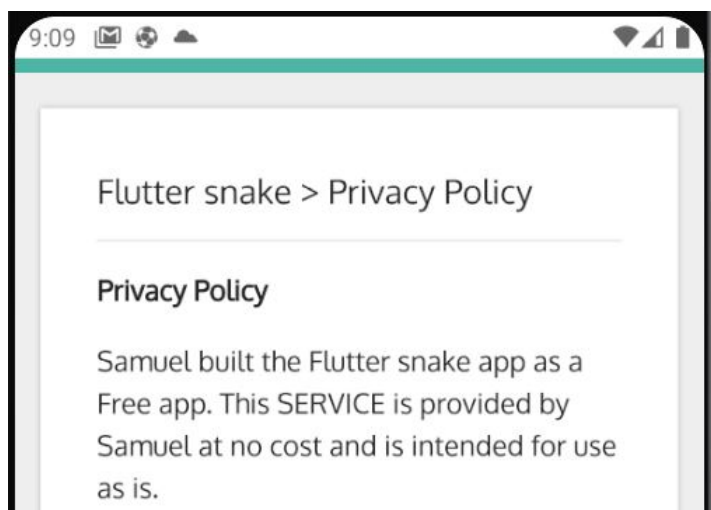 9:09
Flutter snake > Privacy Policy
Privacy Policy
Samuel built the Flutter snake app as a
Free app. This SERVICE is provided by
Samuel at no cost and is intended for use
as is.